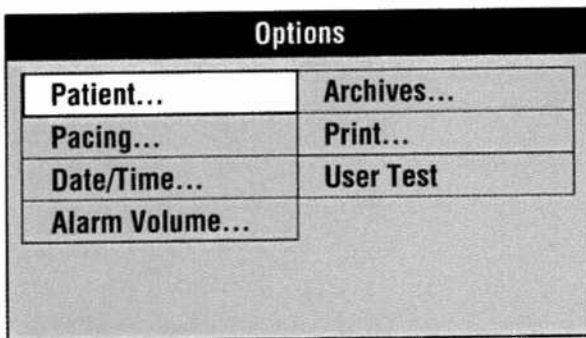 Options
Patient...
Pacing...
Date/Time...
Alarm Volume...
Archives...
Print...
User Test